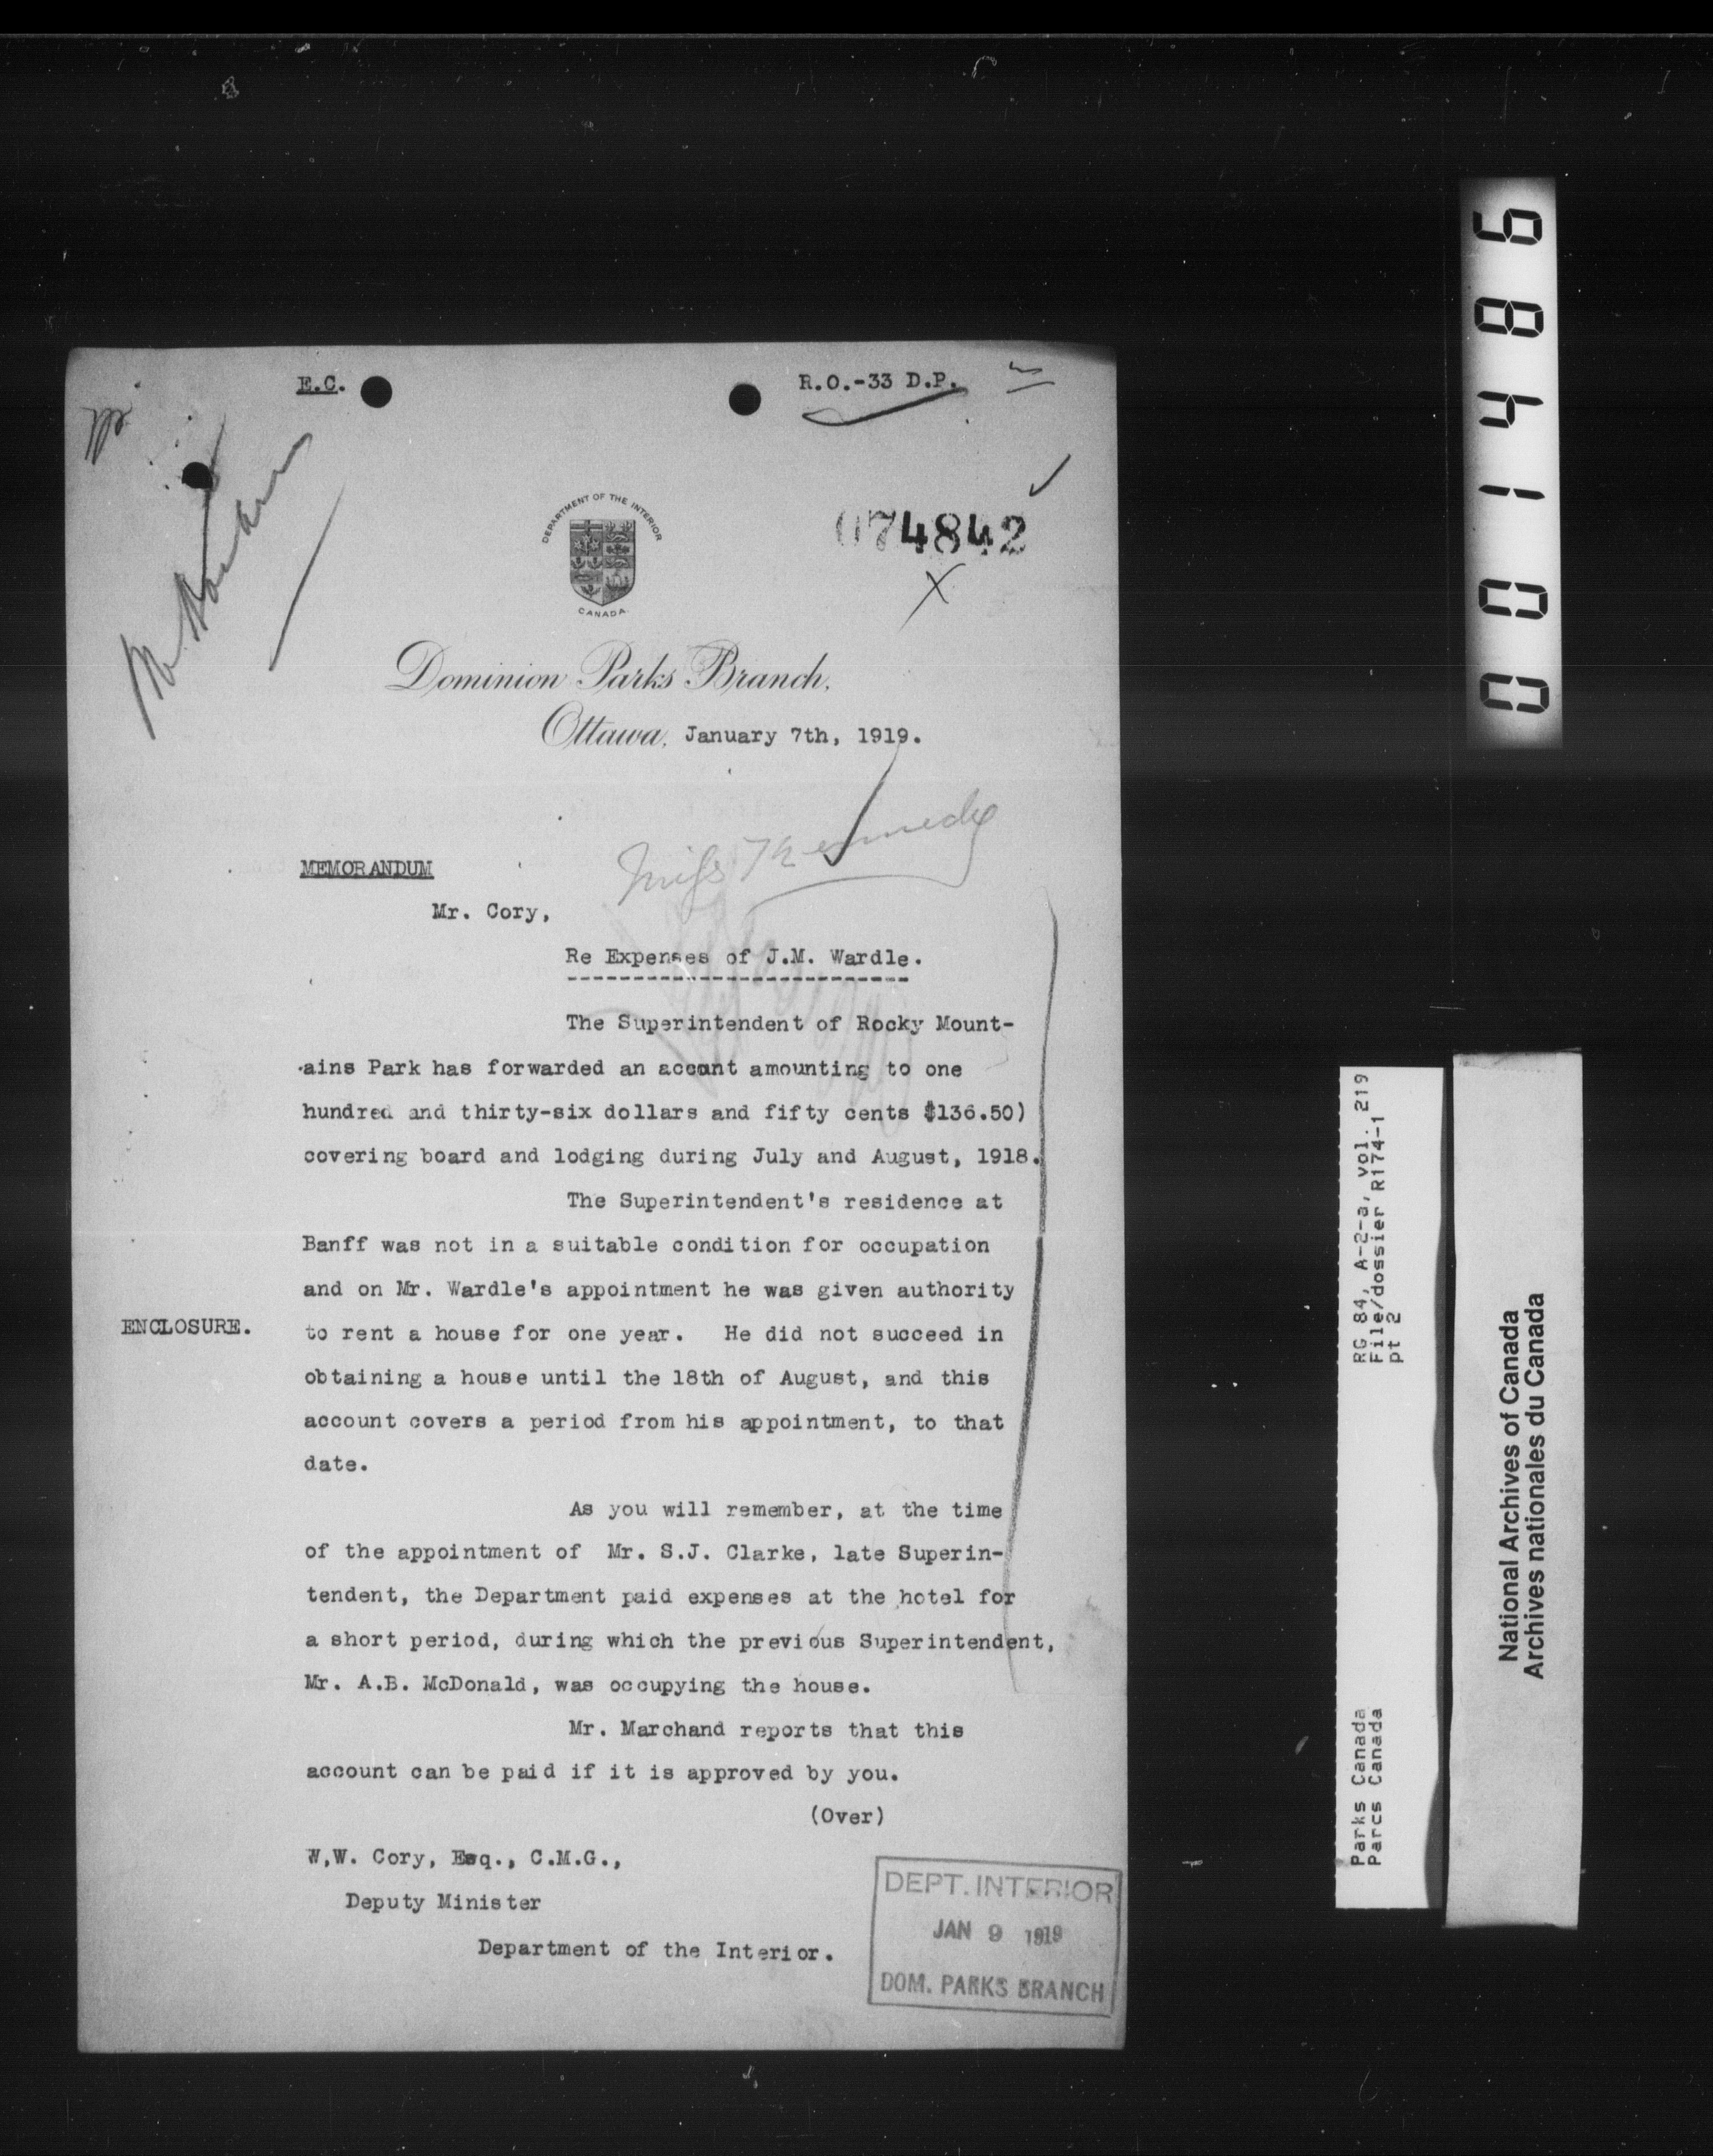 E.C.
R.O.-33 D.P.
DEPARTMENT OF THE INTERIOR
CANADA
074842
Dominion Parks Branch,
Ottawa, January 7th, 1919.
Miss Kennedy
MEMORANDUM
Mr. Cory,
Re Expenses of J.M. Wardle.
The Superintendent of Rocky Mount-
ains Park has forwarded an account amounting to one
hundred and thirty-six dollars and fifty cents $136.50)
covering board and lodging during July and August, 1918.
The Superintendent's residence at
Banff was not in a suitable condition for occupation
and on Mr. Wardle's appointment he was given authority
ENCLOSURE. to rent a house for one year. He did not succeed in
obtaining a house until the 18th of August, and this
account covers a period from his appointment, to that
date.
As you will remember, at the time
of the appointment of Mr. S.J. Clarke, late Superin-
tendent, the Department paid expenses at the hotel for
a short period, during which the previous Superintendent,
Mr. A.B. McDonald, was occupying the house.
Mr. Marchand reports that this
account can be paid if it is approved by you.
(Over)
W.W. Cory, Esq., C.M.G.,
Deputy Minister
Department of the Interior.
DEPT. INTERIOR
JAN 9 1919
DOM. PARKS BRANCH
001486
RG 84, A-2-a, vol. 219
File/dossier R174-1
pt 2
Parks Canada
Parcs Canada
National Archives of Canada
Archives nationales du Canada